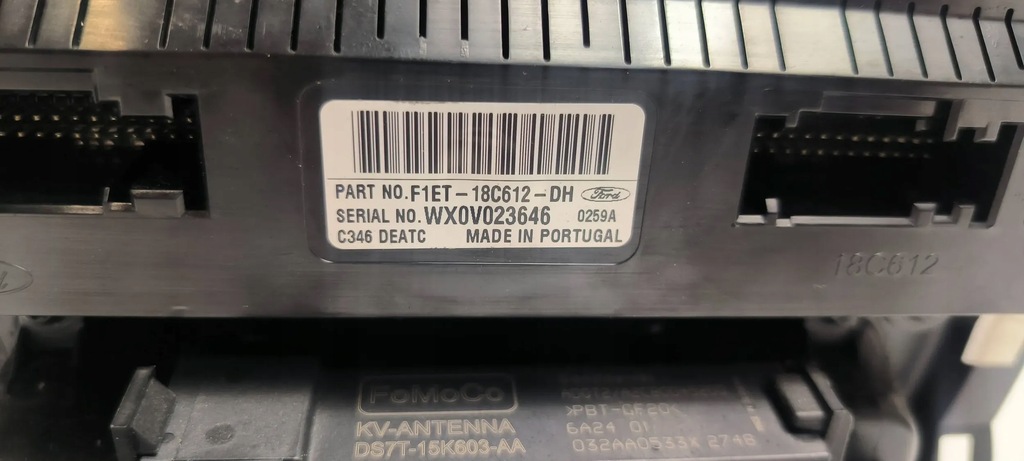 PART NO. F1ET-18C612-DH Ford
SERIAL NO. WX0V023646 0259A
C346 DEATC MADE IN PORTUGAL
18C612
FoMoCo
KV-ANTENNA
DS7T-15K603-AA
>PBT-GF20<
6A24 01
032AA0533X 274B